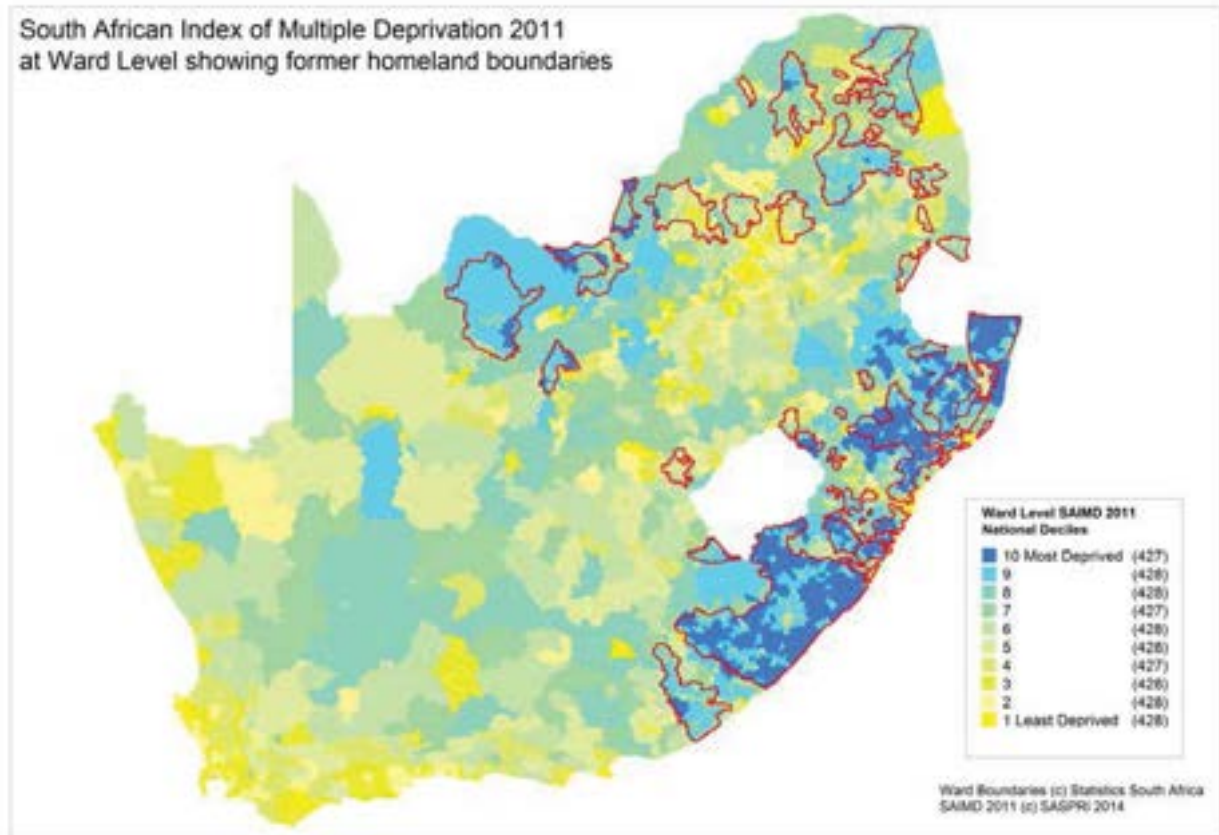 South African Index of Multiple Deprivation 2011
at Ward Level showing former homeland boundaries
Ward Level SAIMD 2011
National Deciles
10 Most Deprived (427)
9 (428)
8 (428)
7 (427)
6 (428)
5 (428)
4 (427)
3 (428)
2 (428)
1 Least Deprived (428)
Ward Boundaries (c) Statistics South Africa
SAIMD 2011 (c) SASPRI 2014